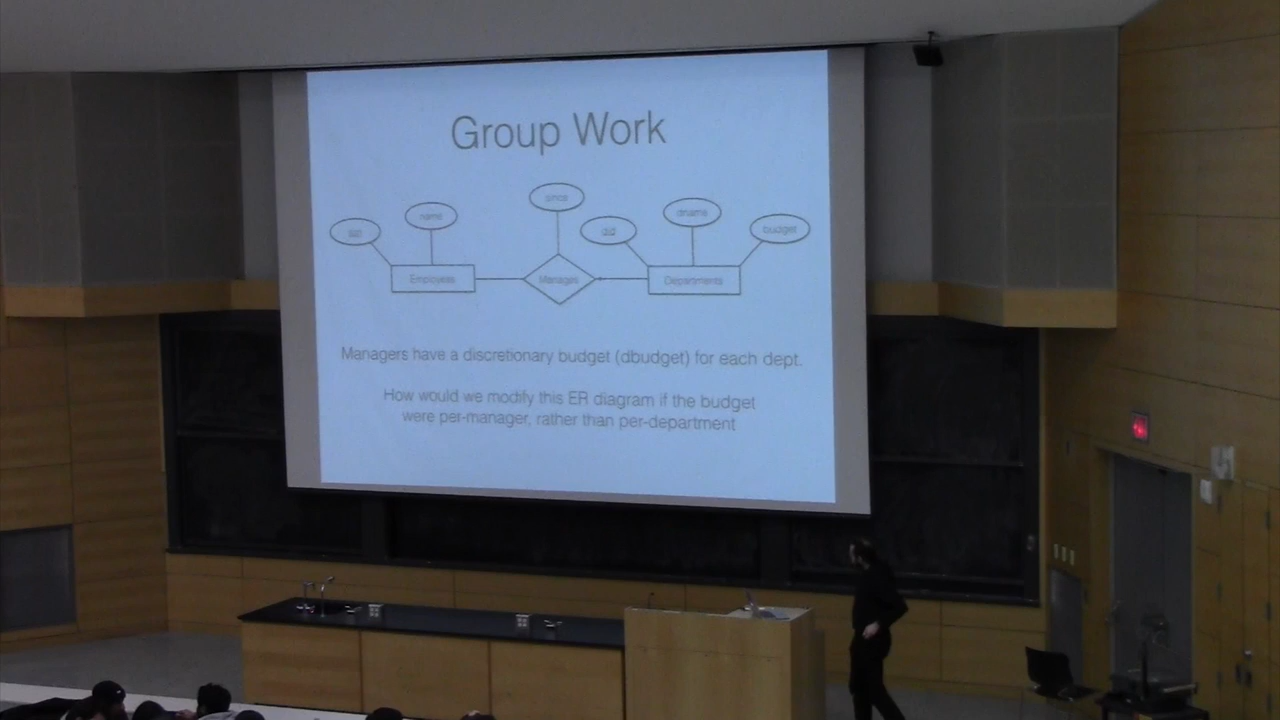 Group Work
since
name
dname
ssn
did
budget
Employees
Manages
Departments
Managers have a discretionary budget (dbudget) for each dept.
How would we modify this ER diagram if the budget
were per-manager, rather than per-department